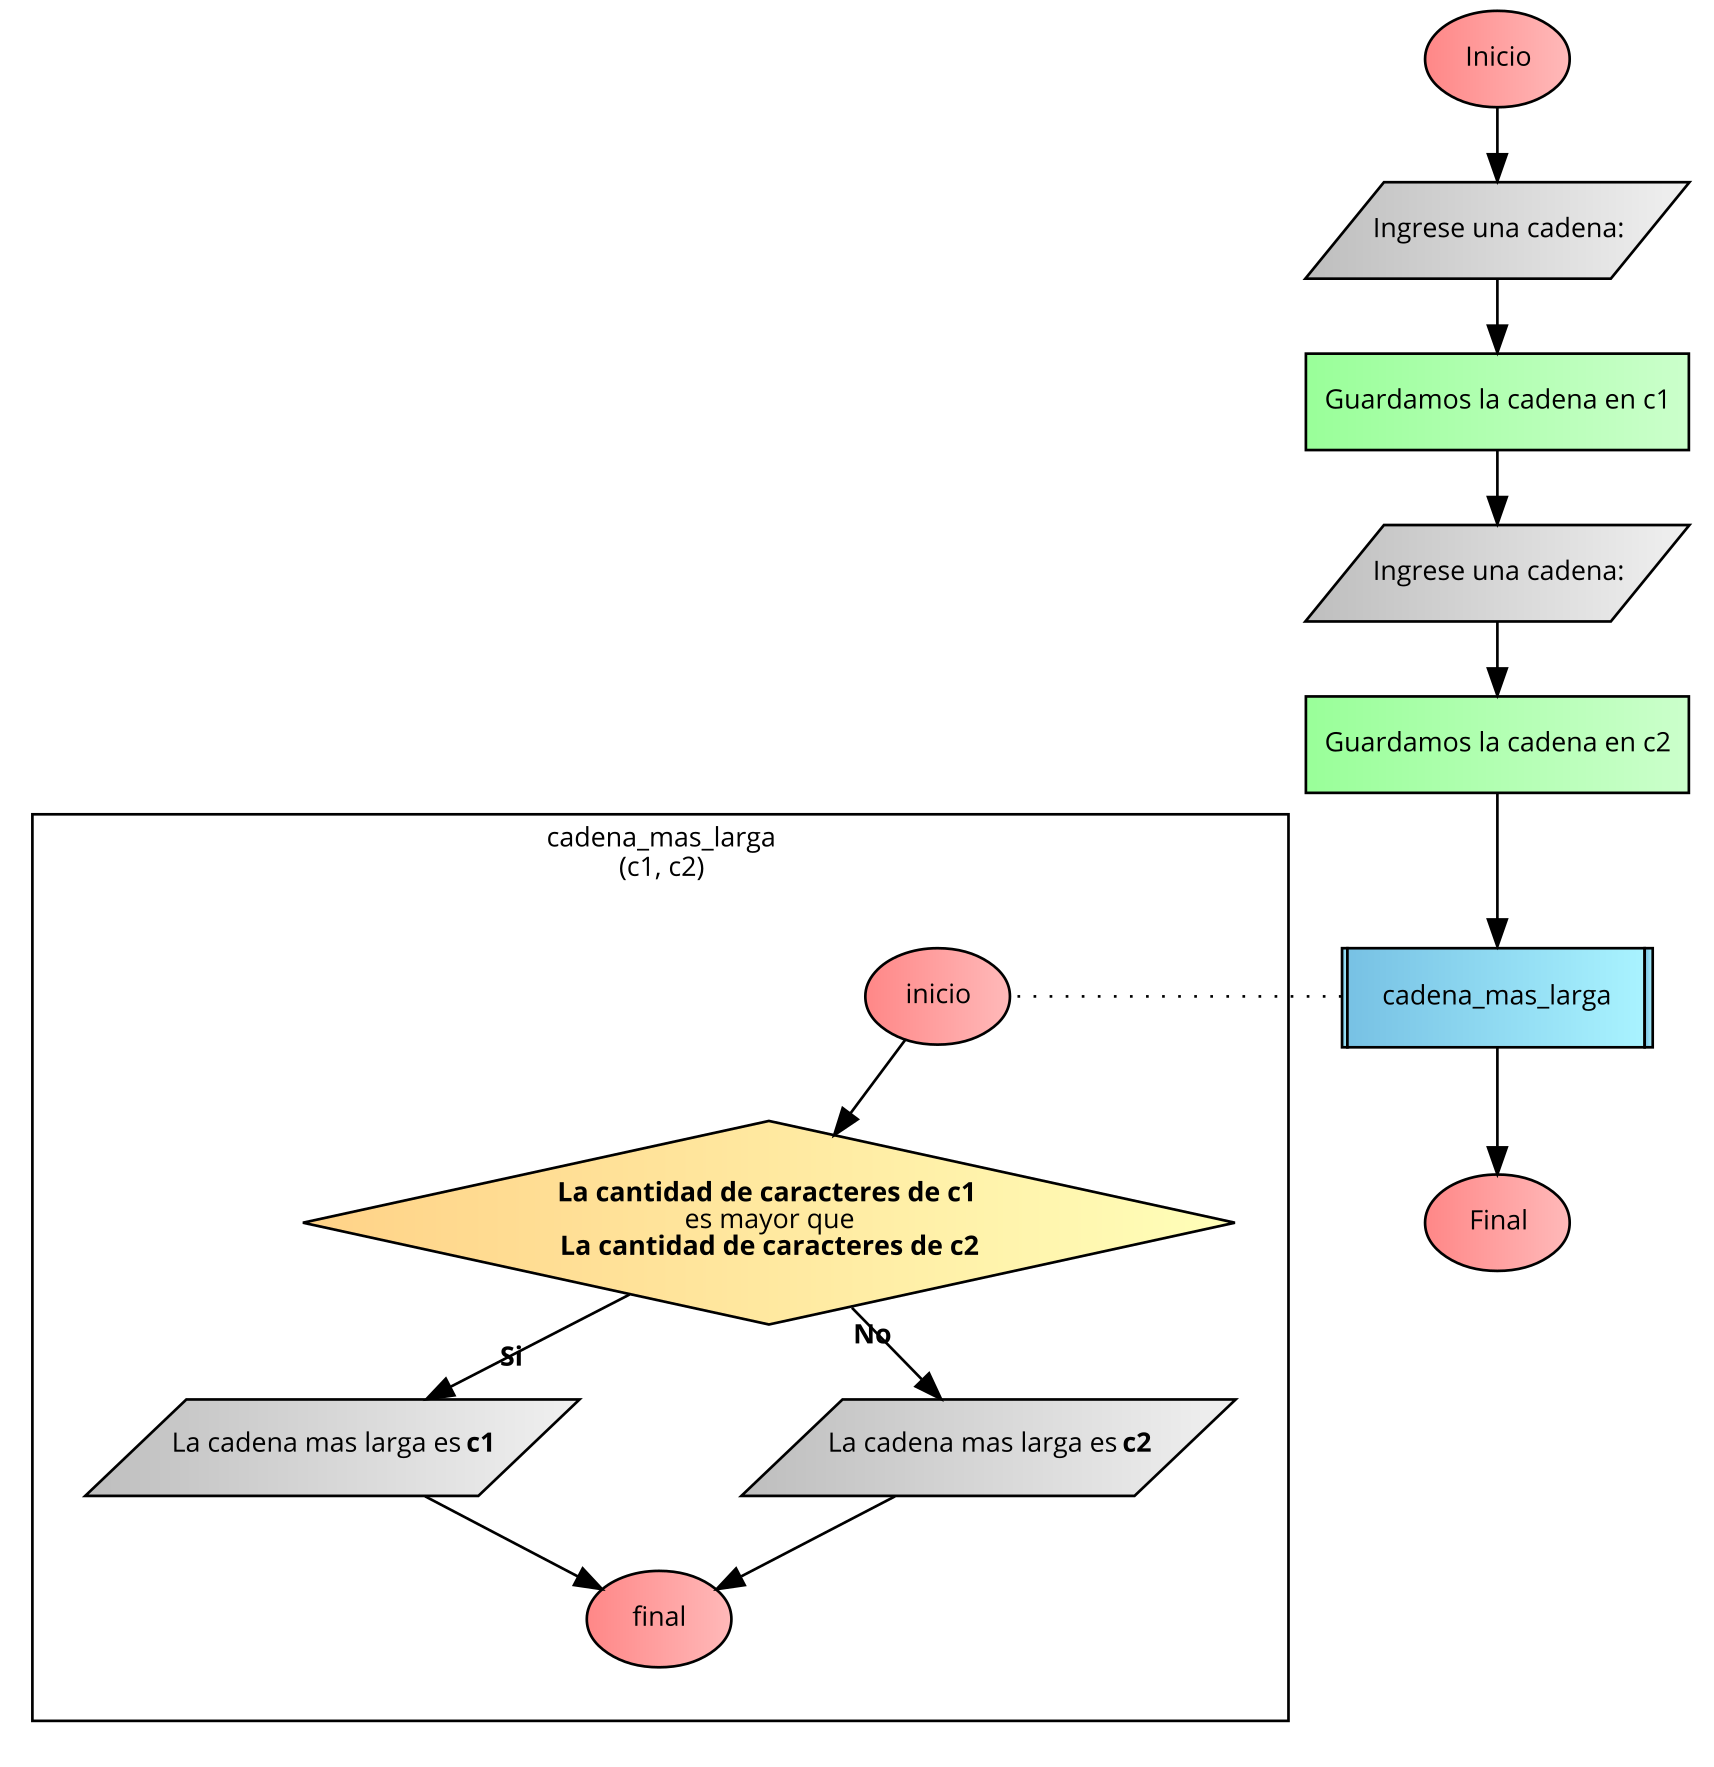 Inicio
Ingrese una cadena:
Guardamos la cadena en c1
Ingrese una cadena:
Guardamos la cadena en c2
cadena_mas_larga
(c1, c2)
inicio
cadena_mas_larga
La cantidad de caracteres de c1
es mayor que
La cantidad de caracteres de c2
Final
Si
No
La cadena mas larga es c1
La cadena mas larga es c2
final